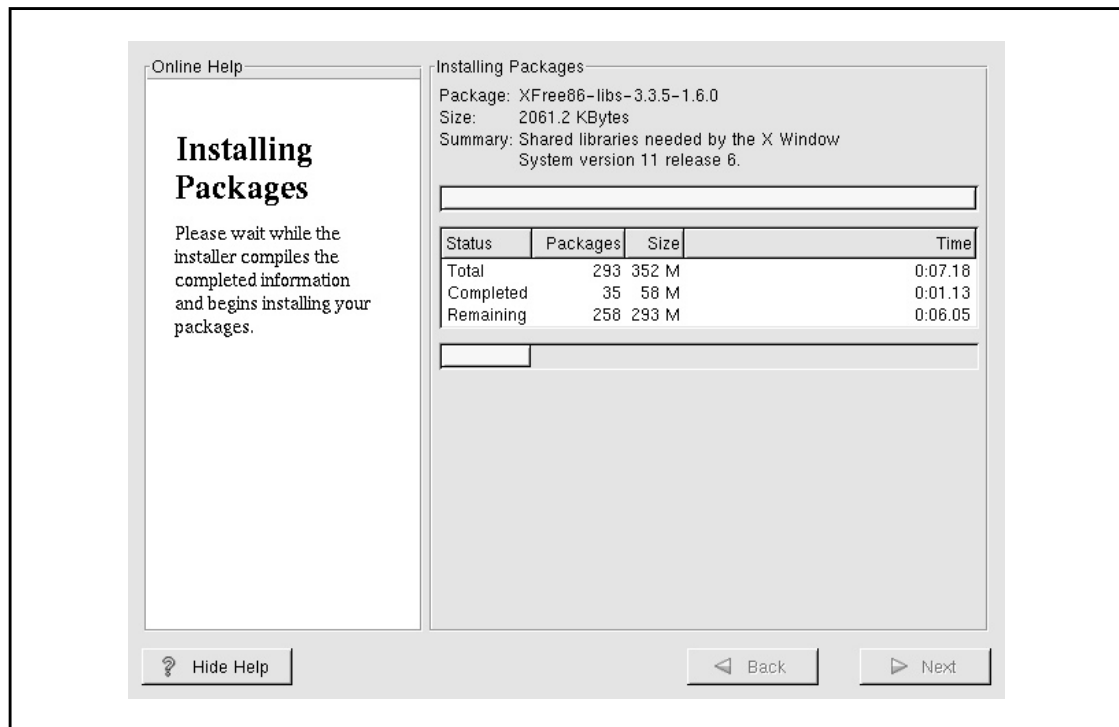 Online Help
Installing
Packages
Please wait while the
installer compiles the
completed information
and begins installing your
packages.
Installing Packages
Package: XFree86-libs-3.3.5-1.6.0
Size: 2061.2 KBytes
Summary: Shared libraries needed by the X Window
System version 11 release 6.
Status Packages Size Time
Total 293 352 M 0:07.18
Completed 35 58 M 0:01.13
Remaining 258 293 M 0:06.05
? Hide Help
Back
Next